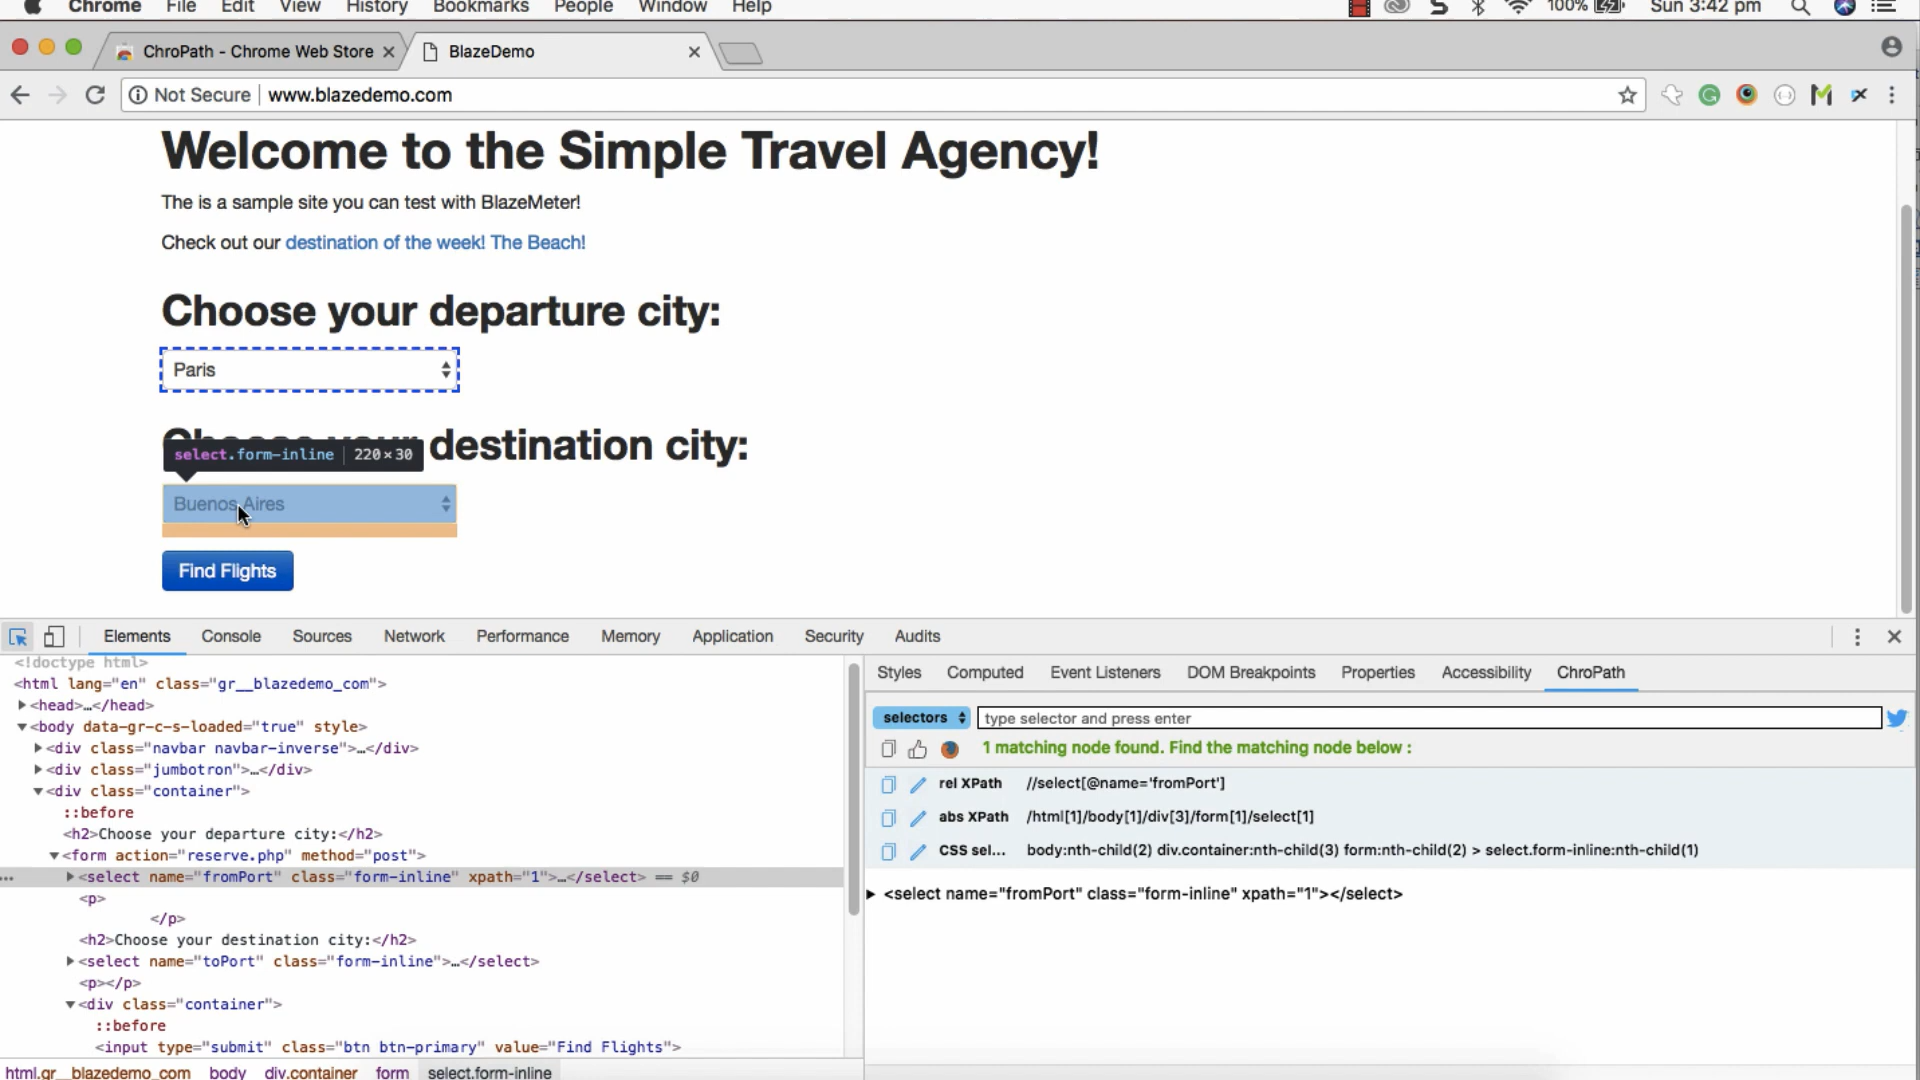 Chrome File Edit View History Bookmarks People Window Help 100% Sun 3:42 pm
ChroPath - Chrome Web Store BlazeDemo
Not Secure www.blazedemo.com
Welcome to the Simple Travel Agency!
The is a sample site you can test with BlazeMeter!
Check out our destination of the week! The Beach!
Choose your departure city:
Paris
Choose your destination city:
select.form-inline 220×30
Buenos Aires
Find Flights
Elements Console Sources Network Performance Memory Application Security Audits
<!doctype html>
<html lang="en" class="gr__blazedemo_com">
<head>…</head>
<body data-gr-c-s-loaded="true" style>
<div class="navbar navbar-inverse">…</div>
<div class="jumbotron">…</div>
<div class="container">
::before
<h2>Choose your departure city:</h2>
<form action="reserve.php" method="post">
<select name="fromPort" class="form-inline" xpath="1">…</select> == $0
<p>
</p>
<h2>Choose your destination city:</h2>
<select name="toPort" class="form-inline">…</select>
<p></p>
<div class="container">
::before
<input type="submit" class="btn btn-primary" value="Find Flights">
html.gr__blazedemo_com body div.container form select.form-inline
Styles Computed Event Listeners DOM Breakpoints Properties Accessibility ChroPath
selectors type selector and press enter
1 matching node found. Find the matching node below :
rel XPath //select[@name='fromPort']
abs XPath /html[1]/body[1]/div[3]/form[1]/select[1]
CSS sel... body:nth-child(2) div.container:nth-child(3) form:nth-child(2) > select.form-inline:nth-child(1)
<select name="fromPort" class="form-inline" xpath="1"></select>